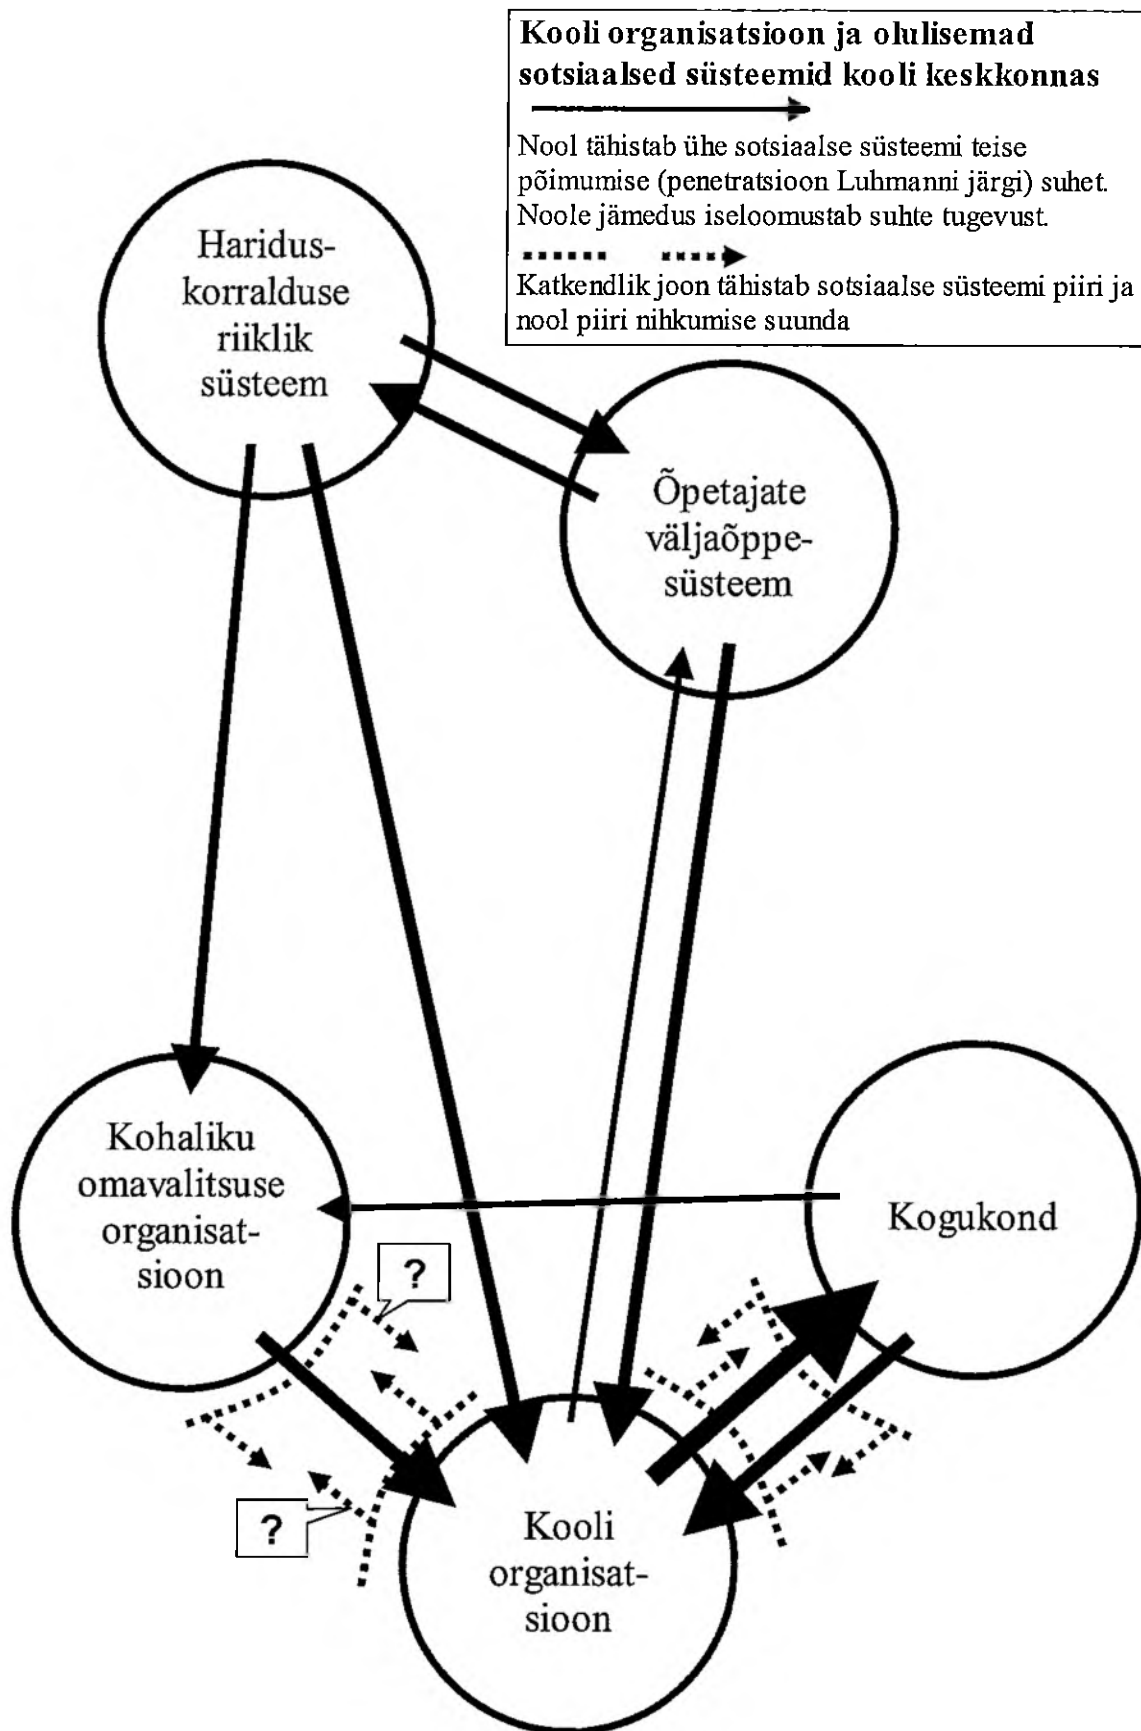 Kooli organisatsioon ja olulisemad
sotsiaalsed süsteemid kooli keskkonnas
Nool tähistab ühe sotsiaalse süsteemi teise
põimumise (penetratsioon Luhmanni järgi) suhet.
Noole jämedus iseloomustab suhte tugevust.
Katkendlik joon tähistab sotsiaalse süsteemi piiri ja
nool piiri nihkumise suunda
Haridus-
korralduse
riiklik
süsteem
Õpetajate
väljaõppe-
süsteem
Kohaliku
omavalitsuse
organisat-
sioon
Kogukond
?
?
Kooli
organisat-
sioon